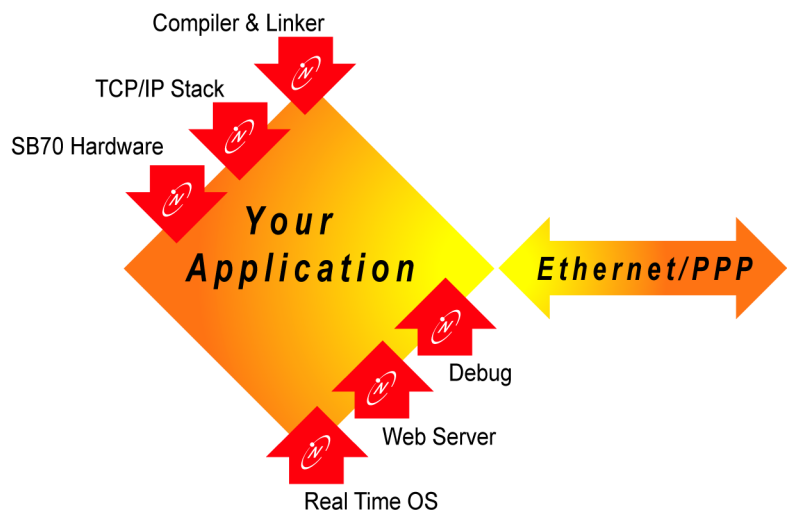 Compiler & Linker
TCP/IP Stack
SB70 Hardware
Your
Application
Ethernet/PPP
Debug
Web Server
Real Time OS